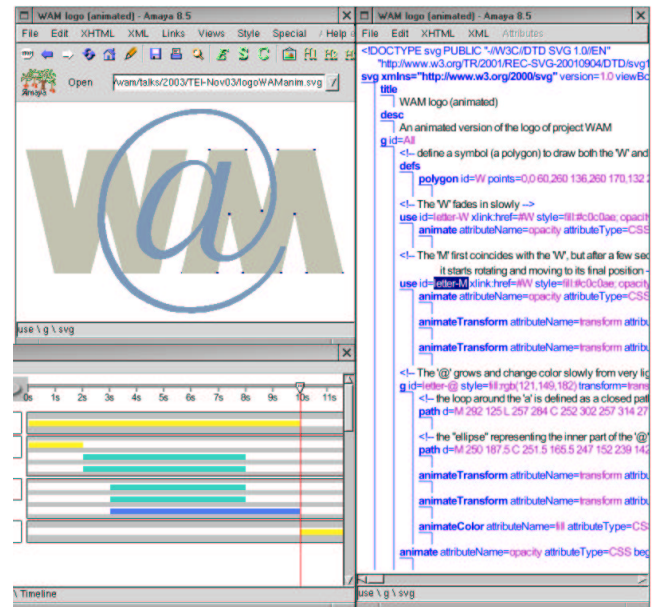 WAM logo (animated) - Amaya 8.5
File Edit XHTML XML Links Views Style Special / Help
Open /wam/talks/2003/TEI-Nov03/logoWAManim.svg
Amaya
W@M
use \ g \ svg
0s 1s 2s 3s 4s 5s 6s 7s 8s 9s 10s 11s
\ Timeline
WAM logo (animated) - Amaya 8.5
File Edit XHTML XML Style Attributes
<!DOCTYPE svg PUBLIC "-//W3C//DTD SVG 1.0//EN"
"http://www.w3.org/TR/2001/REC-SVG-20010904/DTD/svg1
svg xmlns="http://www.w3.org/2000/svg" version=1.0 viewBo
title
WAM logo (animated)
desc
An animated version of the logo of project WAM
g id=All
<!-- define a symbol (a polygon) to draw both the 'W' and
defs
polygon id=W points=0,0 60,260 136,260 170,132
<!-- The 'W' fades in slowly -->
use id=letter-W xlink:href=#W style=fill:#c0c0ae; opacity
animate attributeName=opacity attributeType=CSS
<!-- The 'M' first coincides with the 'W', but after a few sec
it starts rotating and moving to its final position -
use id=letter-M xlink:href=#W style=fill:#c0c0ae; opacity
animate attributeName=opacity attributeType=CSS
animateTransform attributeName=transform attribu
animateTransform attributeName=transform attribu
<!-- The '@' grows and change color slowly from very lig
g id=letter-@ style=fill:rgb(121,149,182) transform=trans
<!-- the loop around the 'a' is defined as a closed path
path d=M 292 125 L 257 284 C 252 302 257 314 27
<!-- the "ellipse" representing the inner part of the '@'
path d=M 250 187.5 C 251.5 165.5 247 152 239 142
animateTransform attributeName=transform attribu
animateTransform attributeName=transform attribu
animateColor attributeName=fill attributeType=CS
animate attributeName=opacity attributeType=CSS beg
use \ g \ svg